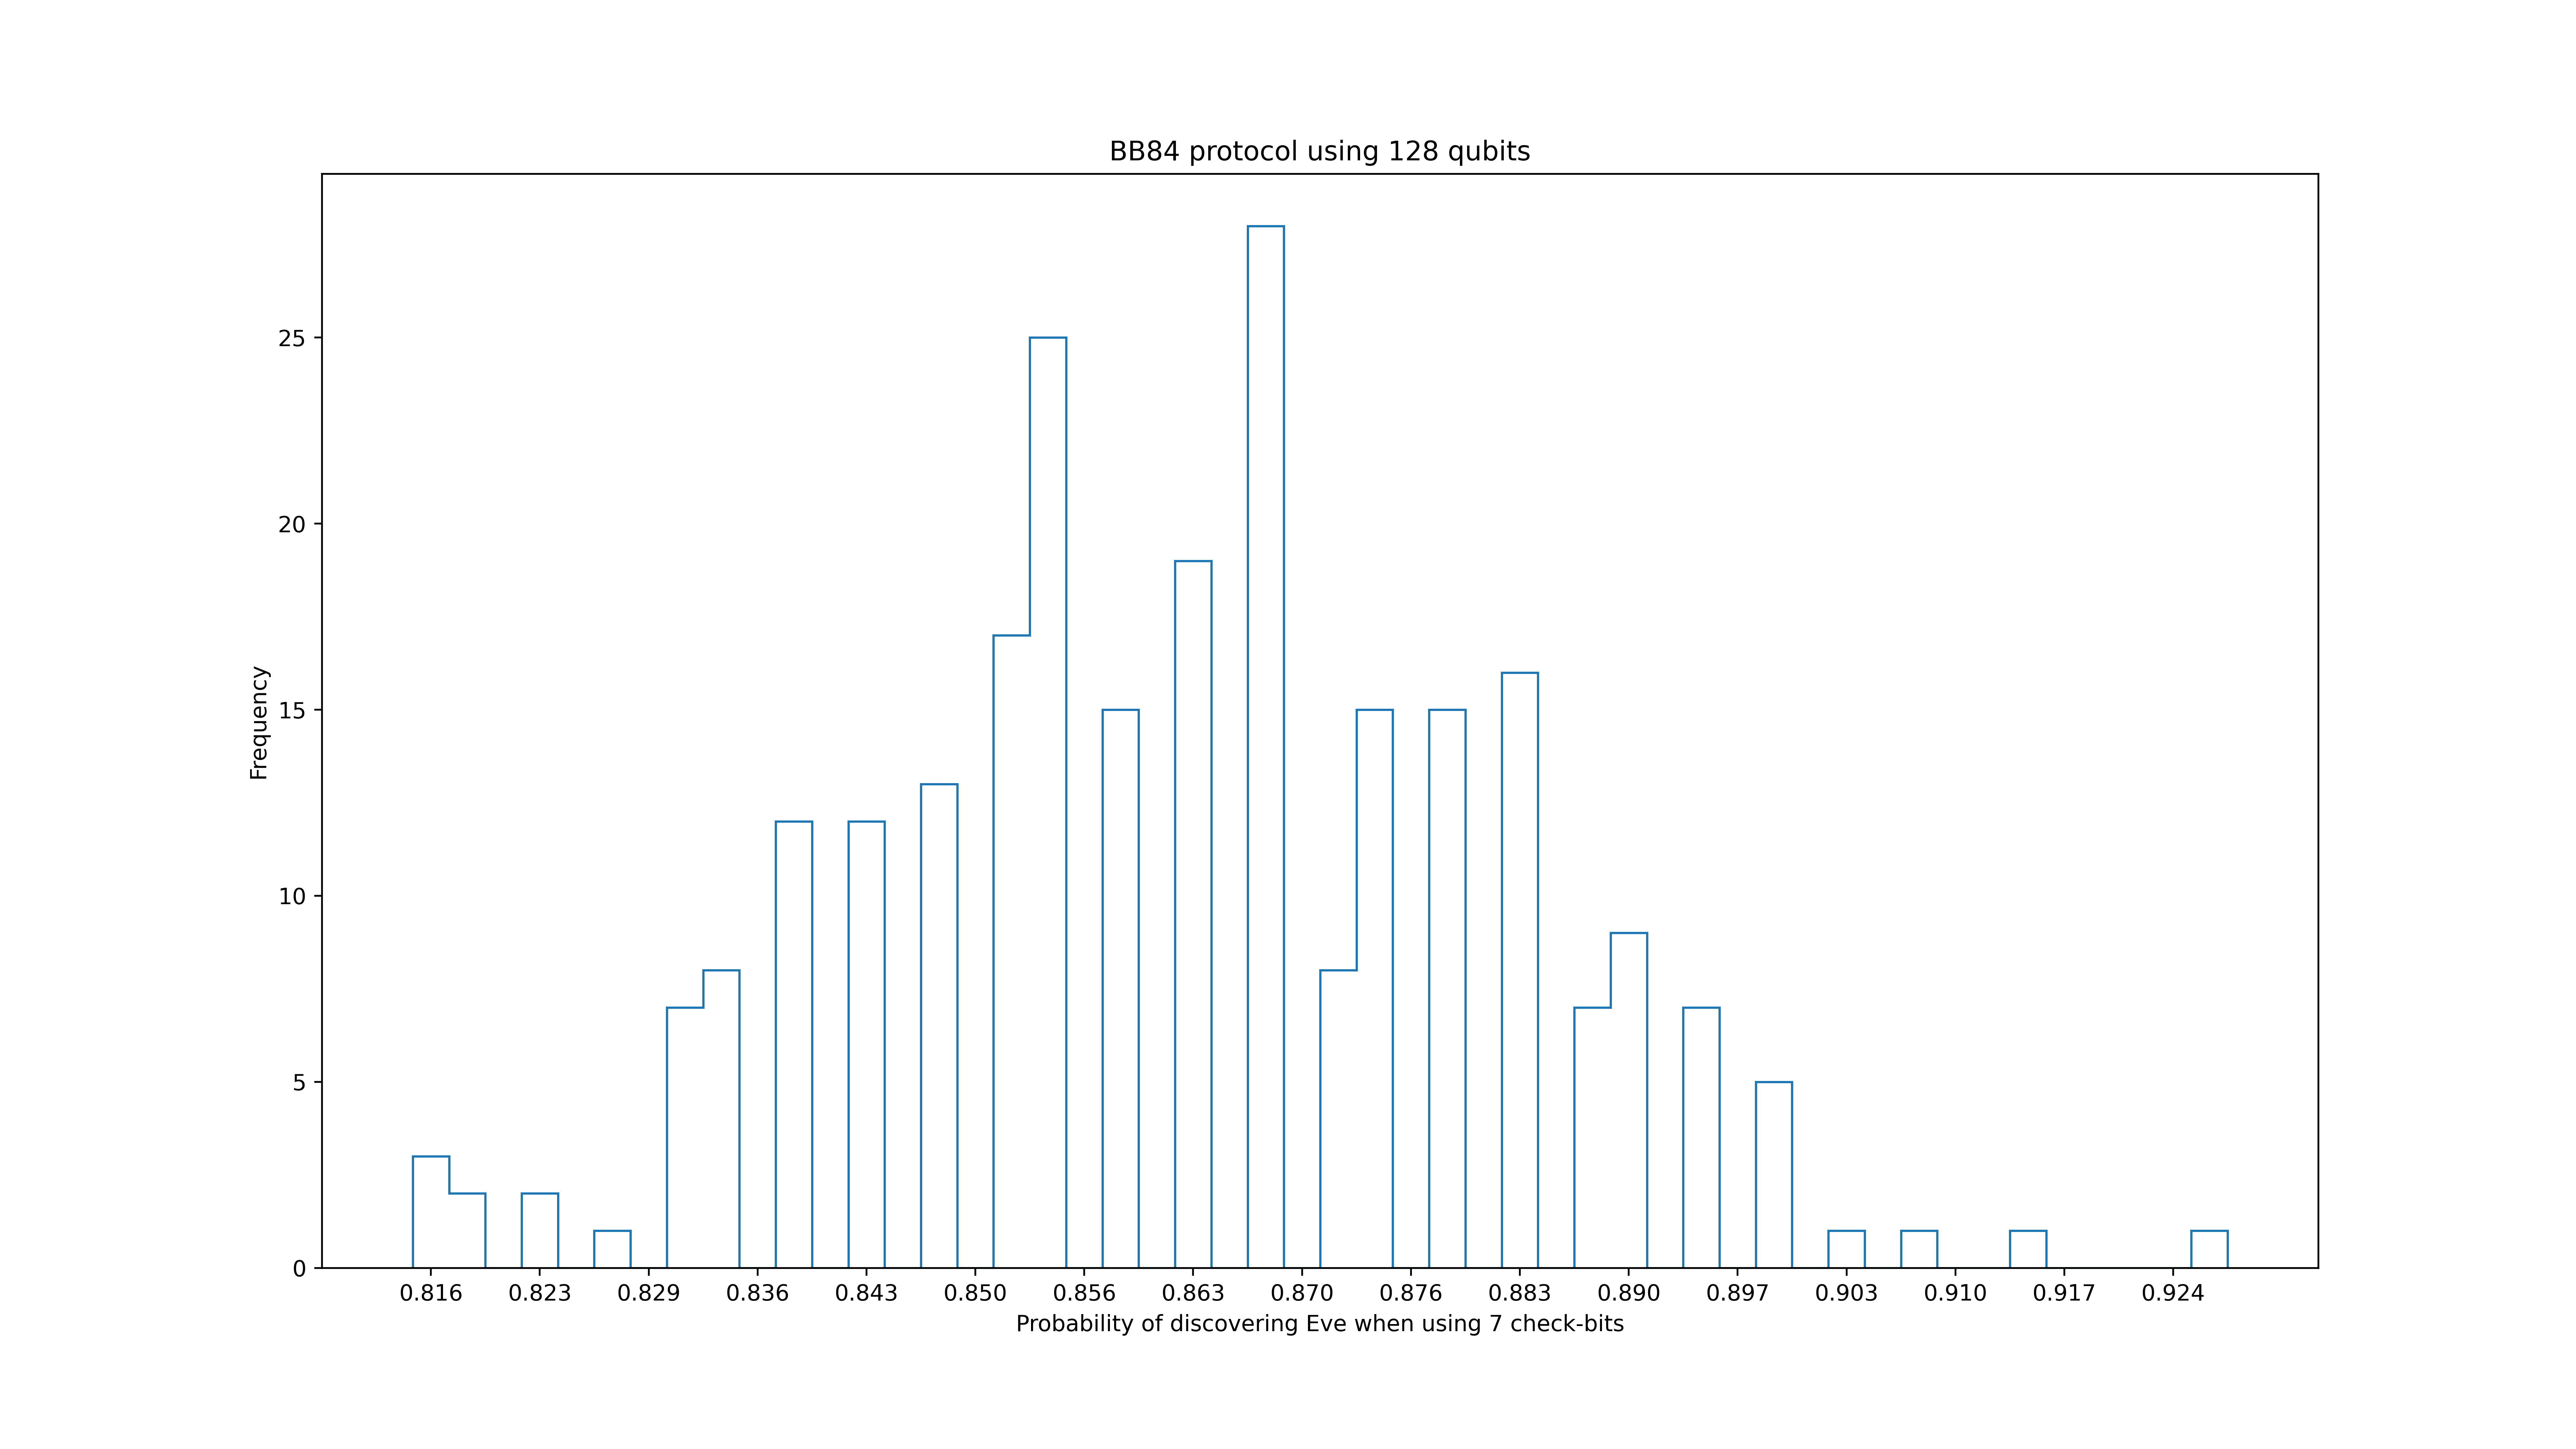 BB84 protocol using 128 qubits
25
20
15
10
5
0
Frequency
0.816 0.823 0.829 0.836 0.843 0.850 0.856 0.863 0.870 0.876 0.883 0.890 0.897 0.903 0.910 0.917 0.924
Probability of discovering Eve when using 7 check-bits